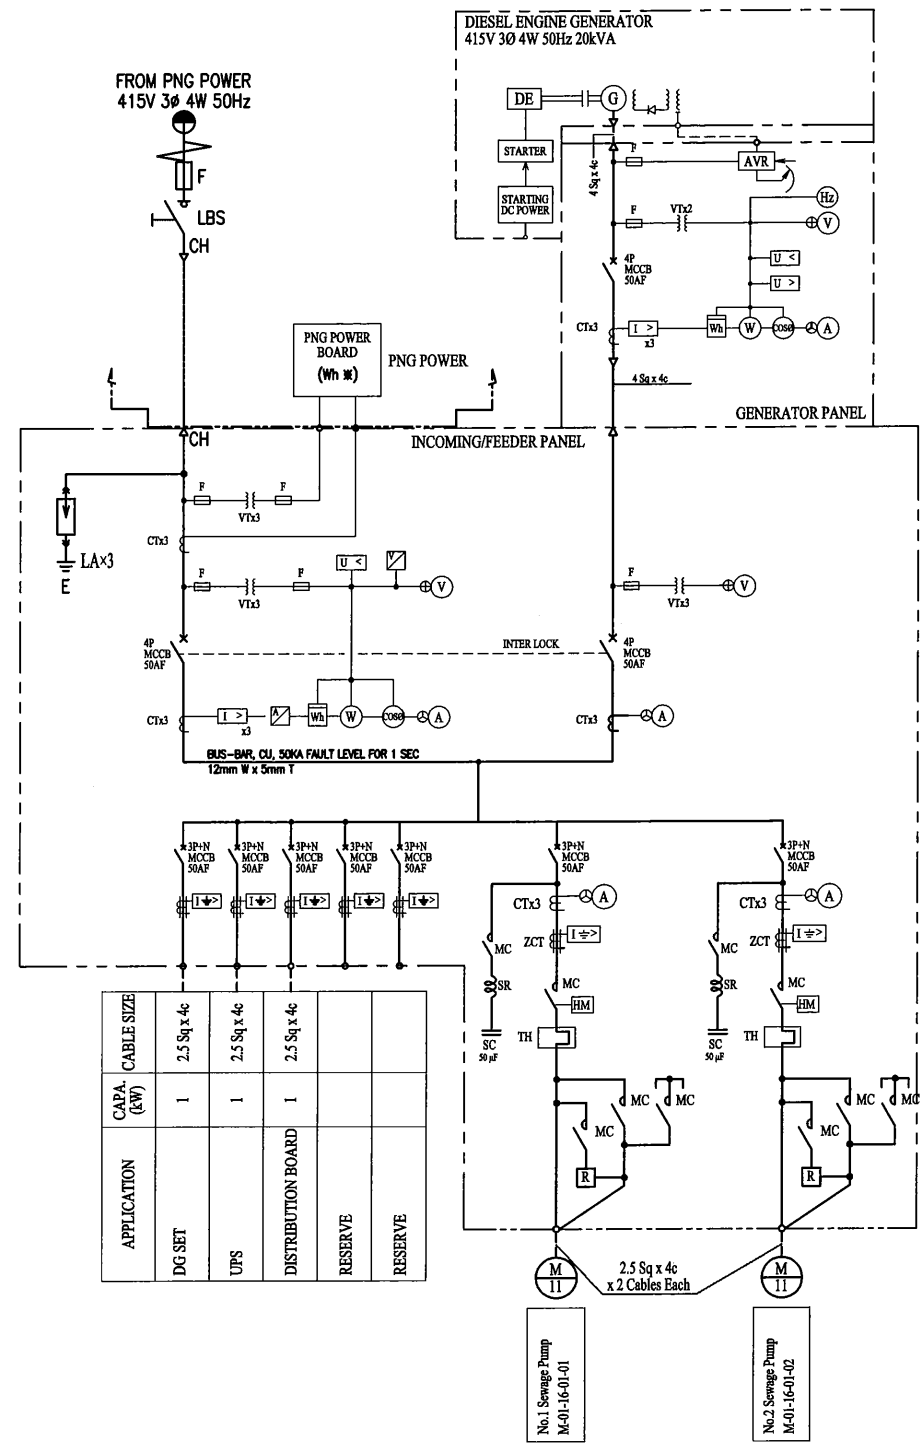 DIESEL ENGINE GENERATOR
415V 3Ø 4W 50Hz 20kVA
FROM PNG POWER
415V 3ø 4W 50Hz
DE
G
F
STARTER
4 Sq x 4c
F
AVR
STARTING
DC POWER
LBS
F
VTx2
Hz
V
CH
4P
MCCB
50AF
U <
U >
CTx3
I >
x3
Wh
W
COSØ
A
PNG POWER
BOARD
(Wh ※)
PNG POWER
4 Sq x 4c
GENERATOR PANEL
CH
INCOMING/FEEDER PANEL
F
F
VTx3
LA×3
E
CTx3
U <
V
F
F
VTx3
V
F
VTx3
V
4P
MCCB
50AF
INTER LOCK
4P
MCCB
50AF
CTx3
I >
x3
A
Wh
W
COSØ
A
CTx3
A
BUS-BAR, CU, 50KA FAULT LEVEL FOR 1 SEC
12mm W x 5mm T
3P+N
MCCB
50AF
3P+N
MCCB
50AF
3P+N
MCCB
50AF
3P+N
MCCB
50AF
3P+N
MCCB
50AF
3P+N
MCCB
50AF
3P+N
MCCB
50AF
I >
I >
I >
I >
I >
CTx3
A
CTx3
A
ZCT
I >
ZCT
I >
MC
MC
SR
MC
HM
SR
MC
HM
SC
50 µF
TH
SC
50 µF
TH
MC
MC
MC
R
MC
MC
MC
R
CABLE SIZE
2.5 Sq x 4c
2.5 Sq x 4c
2.5 Sq x 4c
CAPA.
(kW)
1
1
1
APPLICATION
DG SET
UPS
DISTRIBUTION BOARD
RESERVE
RESERVE
M
11
2.5 Sq x 4c
x 2 Cables Each
M
11
No.1 Sewage Pump
M-01-16-01-01
No.2 Sewage Pump
M-01-16-01-02